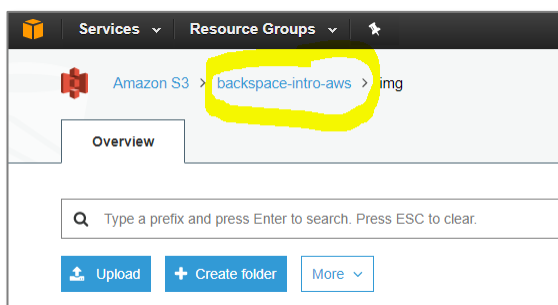 Services Resource Groups
Amazon S3 > backspace-intro-aws > img
Overview
Type a prefix and press Enter to search. Press ESC to clear.
Upload + Create folder More